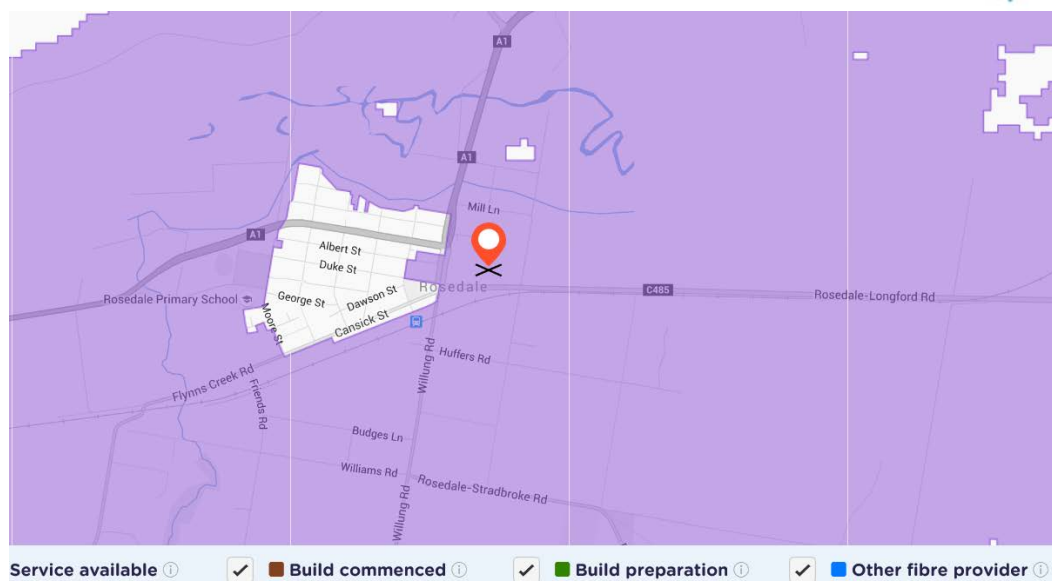 A1
A1
Mill Ln
A1
Albert St
Duke St
Rosedale
C485
Rosedale-Longford Rd
Rosedale Primary School
George St
Dawson St
Moore St
Cansick St
Huffers Rd
Willung Rd
Flynns Creek Rd
Friends Rd
Budges Ln
Williams Rd
Rosedale-Stradbroke Rd
Willung Rd
Service available
Build commenced
Build preparation
Other fibre provider